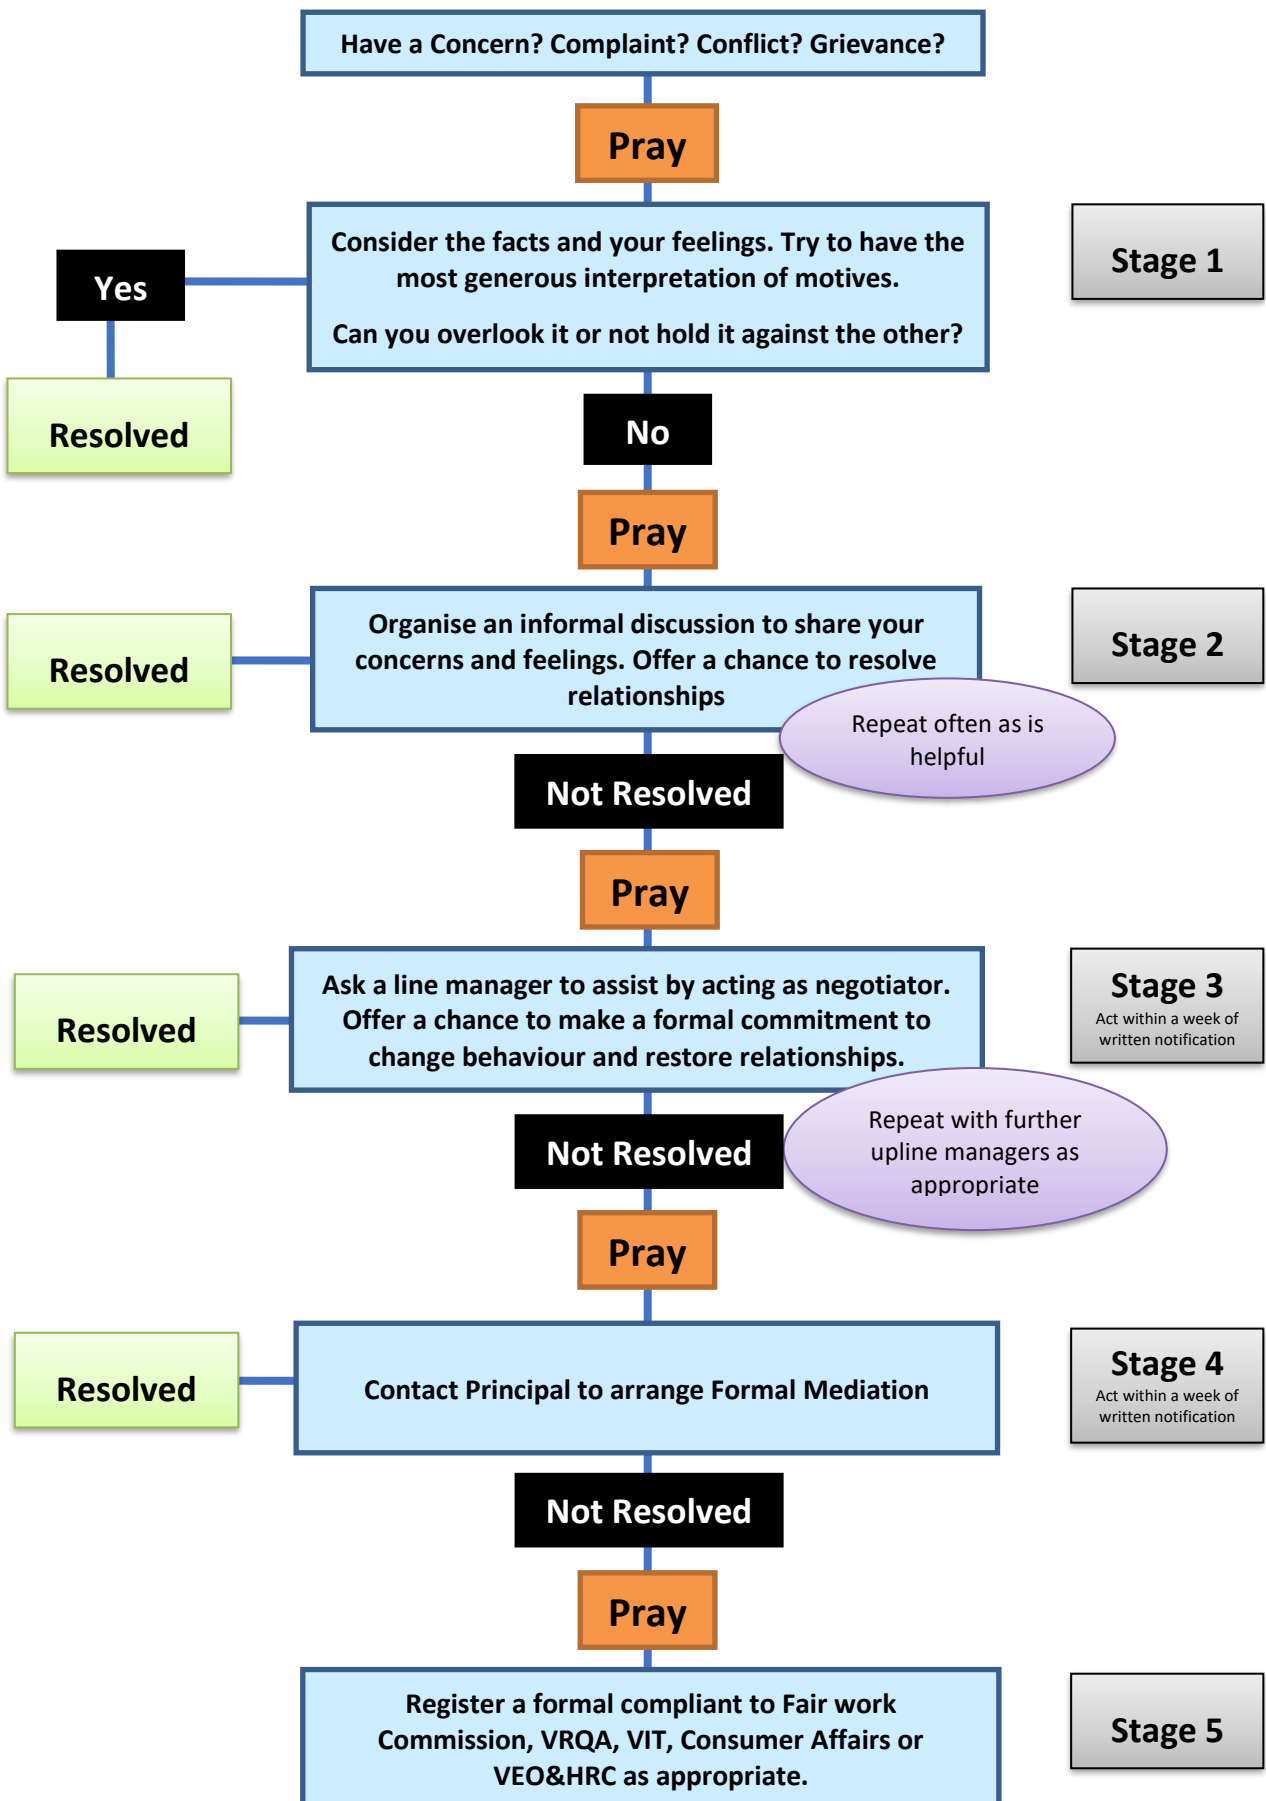 Have a Concern? Complaint? Conflict? Grievance?
Pray
Consider the facts and your feelings. Try to have the
most generous interpretation of motives.
Can you overlook it or not hold it against the other?
Stage 1
Yes
Resolved
No
Pray
Organise an informal discussion to share your
concerns and feelings. Offer a chance to resolve
relationships
Stage 2
Resolved
Repeat often as is
helpful
Not Resolved
Pray
Ask a line manager to assist by acting as negotiator.
Offer a chance to make a formal commitment to
change behaviour and restore relationships.
Stage 3
Act within a week of
written notification
Resolved
Repeat with further
upline managers as
appropriate
Not Resolved
Pray
Contact Principal to arrange Formal Mediation
Stage 4
Act within a week of
written notification
Resolved
Not Resolved
Pray
Register a formal compliant to Fair work
Commission, VRQA, VIT, Consumer Affairs or
VEO&HRC as appropriate.
Stage 5